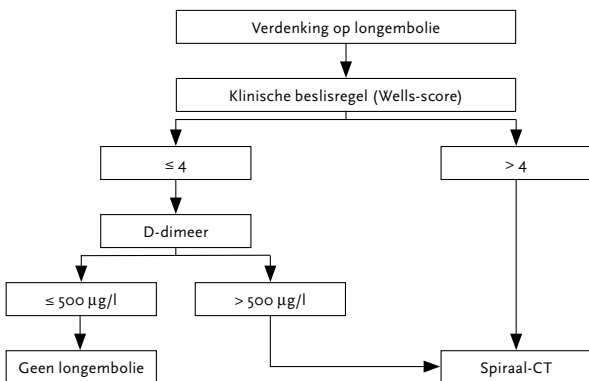 Verdenking op longembolie
Klinische beslisregel (Wells-score)
≤ 4
> 4
D-dimeer
≤ 500 µg/l
> 500 µg/l
Geen longembolie
Spiraal-CT